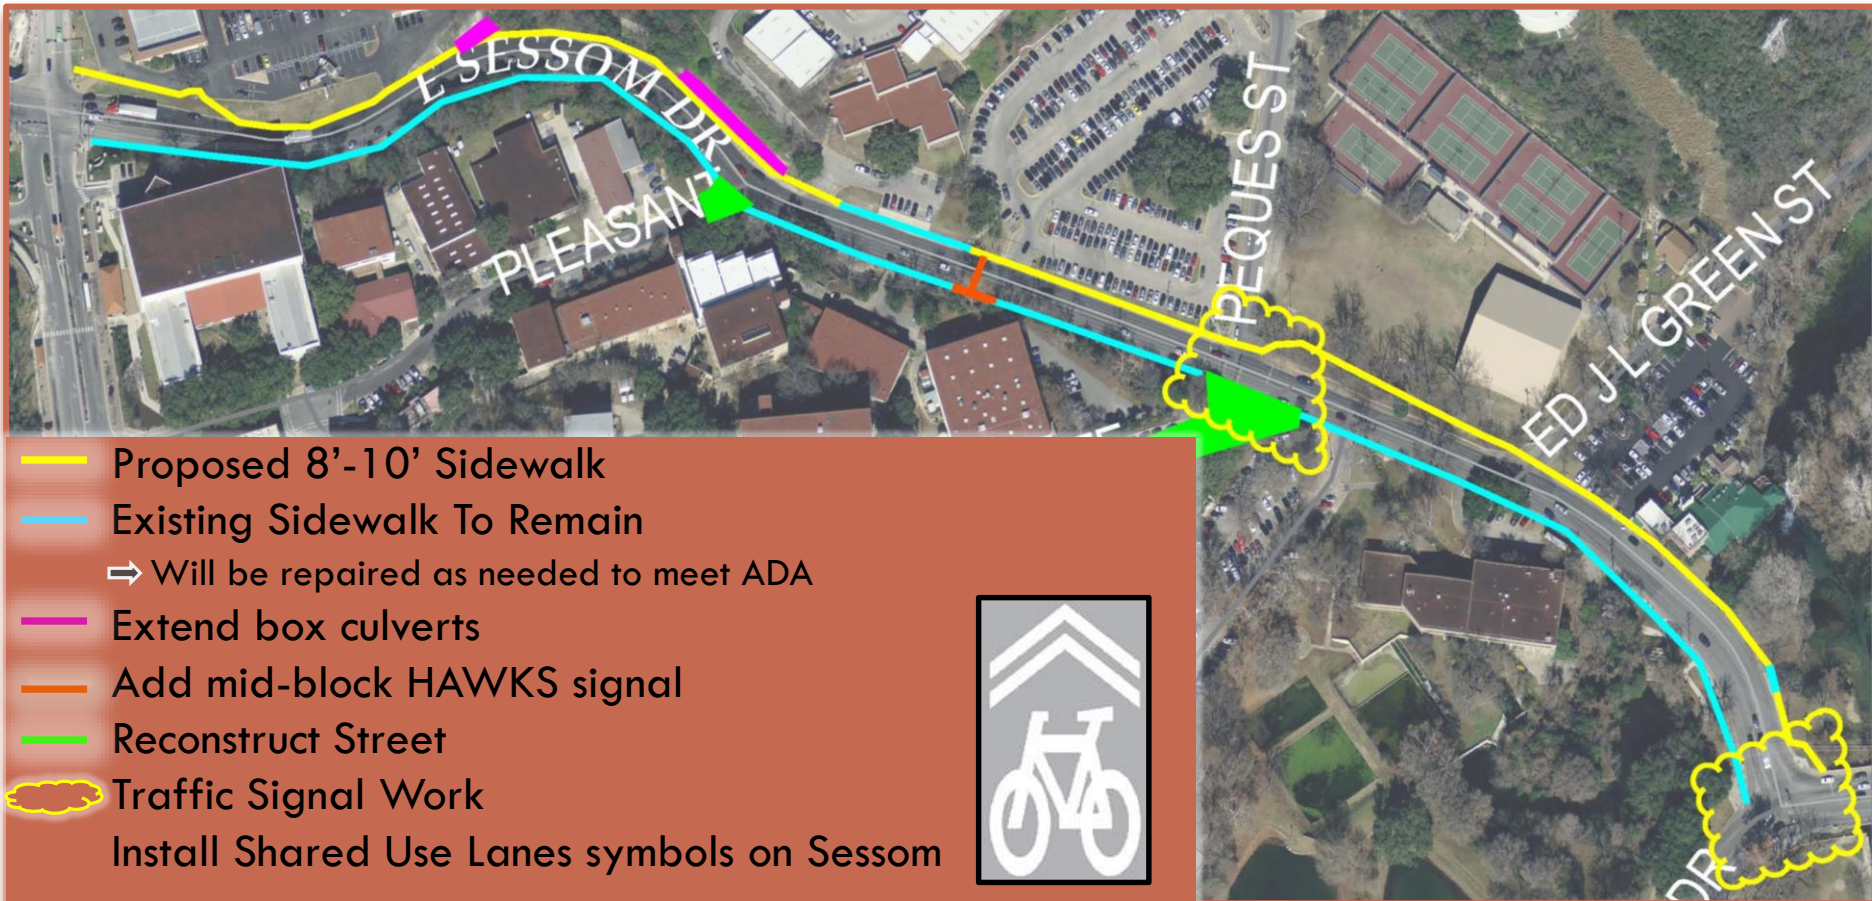 E SESSOM DR
PLEASANT
PEQUES ST
ED J L GREEN ST
DR
Proposed 8’-10’ Sidewalk
Existing Sidewalk To Remain
⇨ Will be repaired as needed to meet ADA
Extend box culverts
Add mid-block HAWKS signal
Reconstruct Street
Traffic Signal Work
Install Shared Use Lanes symbols on Sessom